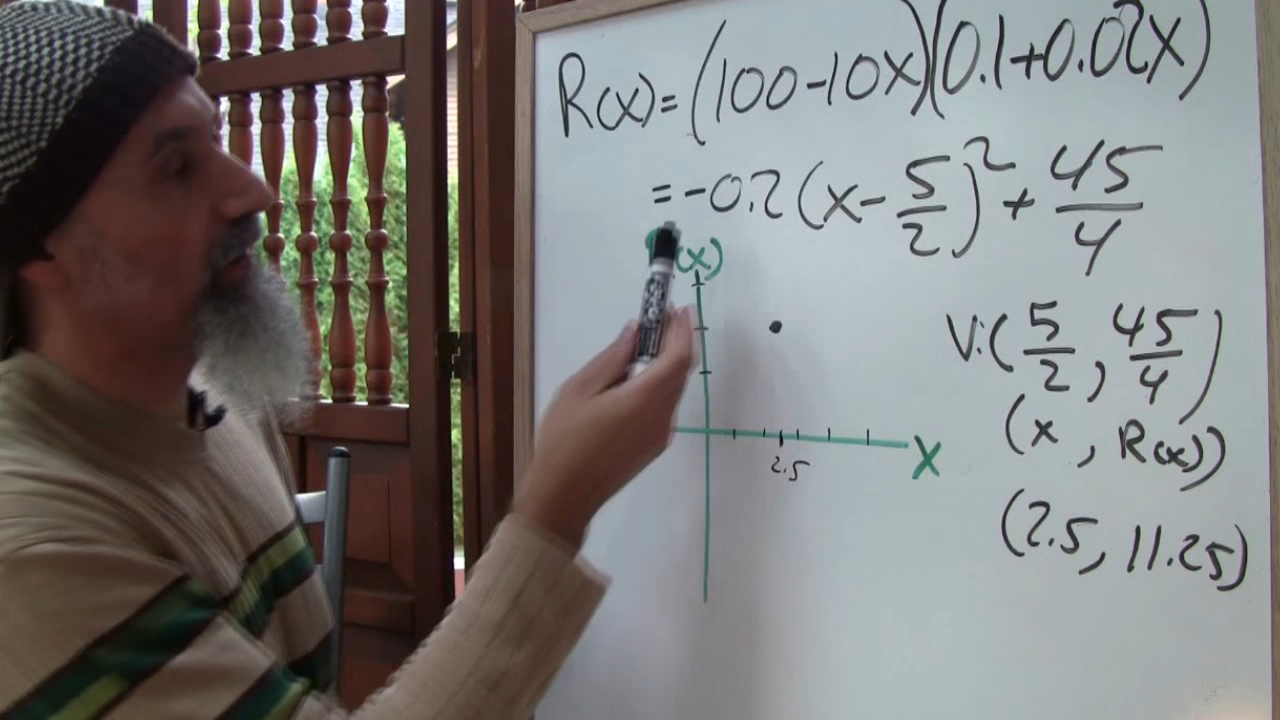 R(x)=(100-10x)(0.1+0.02x)
=-0.2(x-5/2)²+45/4
(x)
V:(5/2, 45/4)
(x, R(x))
x
2.5
(2.5, 11.25)